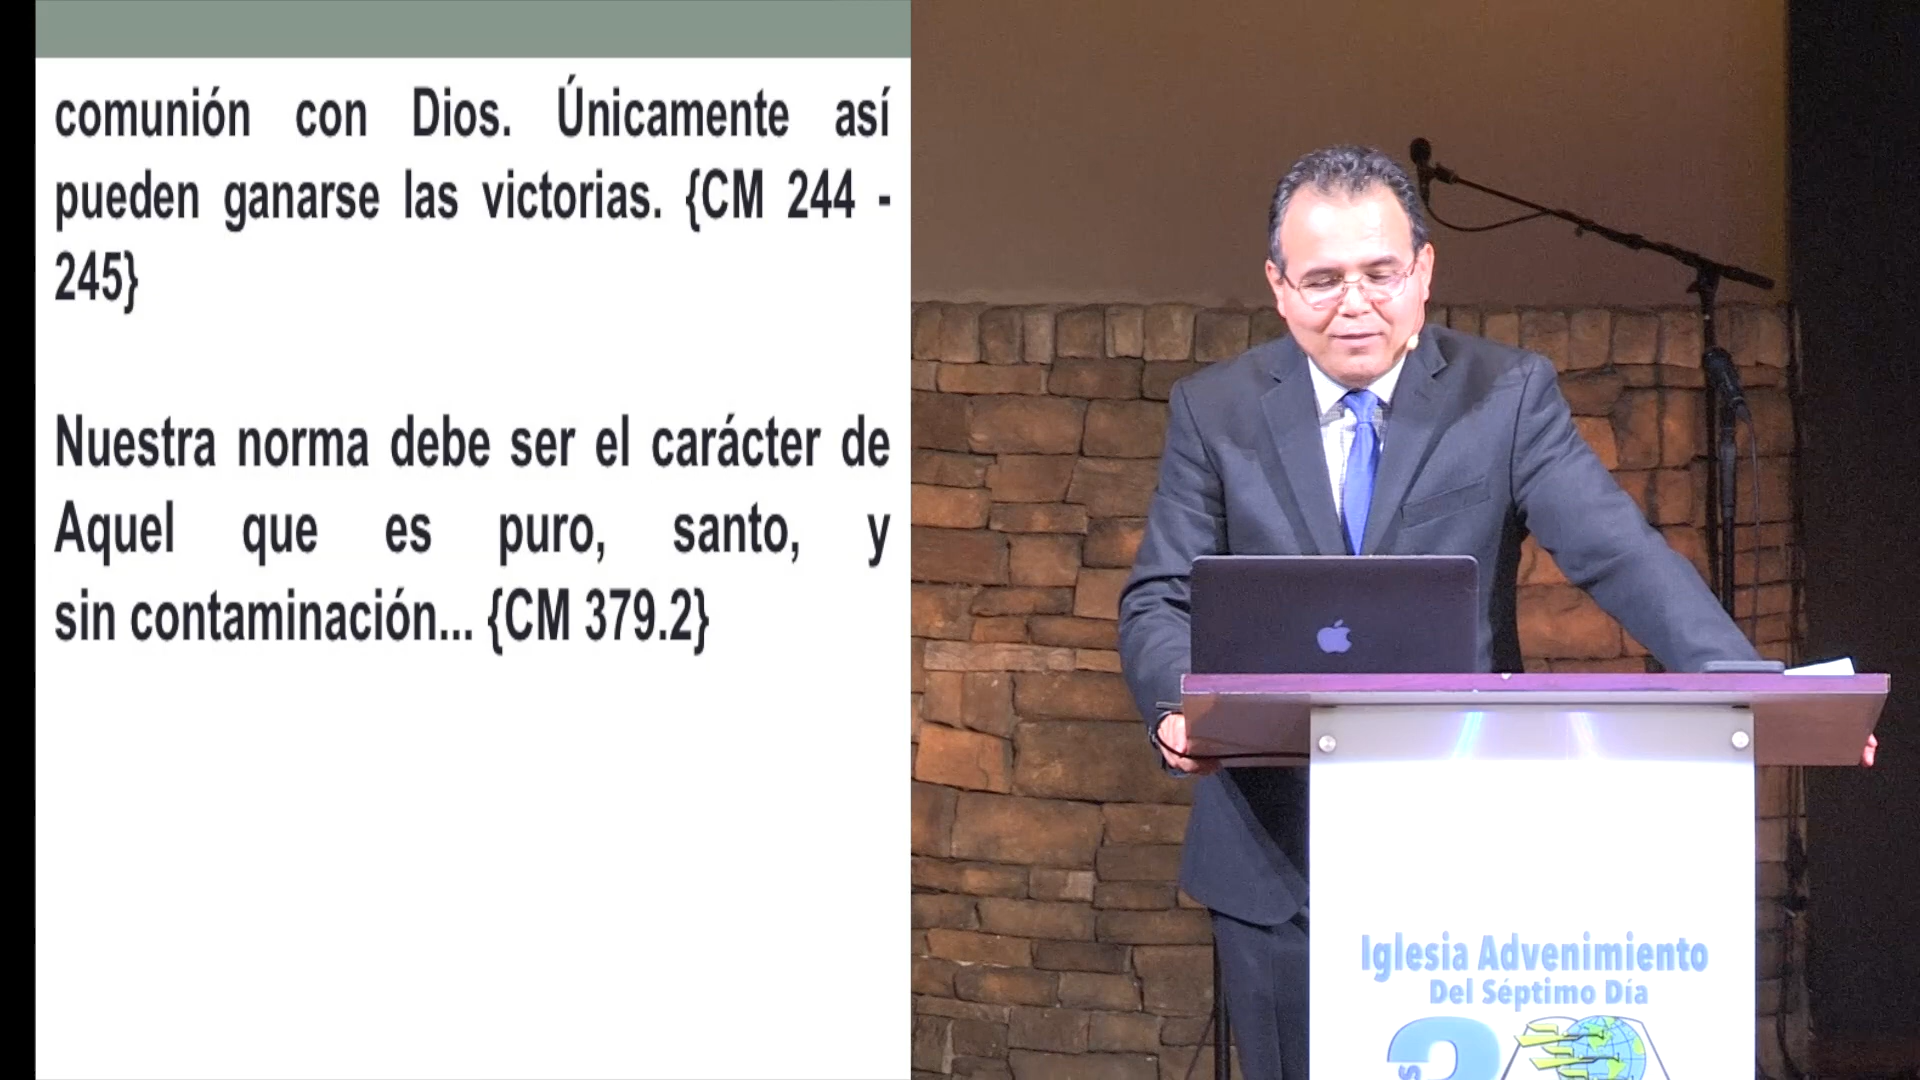 comunión con Dios. Únicamente así
pueden ganarse las victorias. {CM 244 -
245}
Nuestra norma debe ser el carácter de
Aquel que es puro, santo, y
sin contaminación... {CM 379.2}
Iglesia Advenimiento
Del Séptimo Día